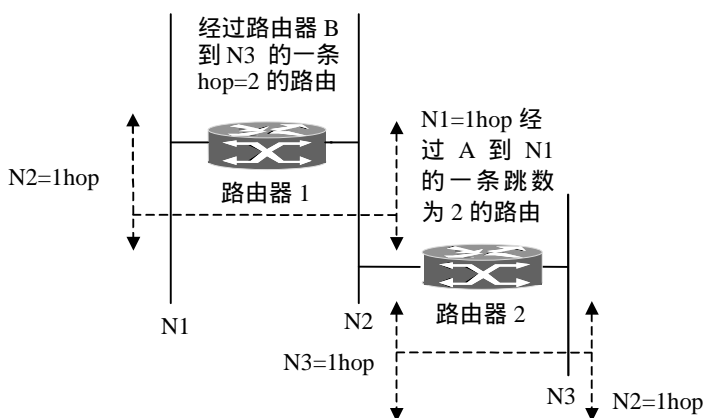 经过路由器 B
到 N3 的一条
hop=2 的路由
N1=1hop 经
过 A 到 N1
的一条跳数
为 2 的路由
N2=1hop
路由器 1
路由器 2
N1
N2
N3=1hop
N3
N2=1hop